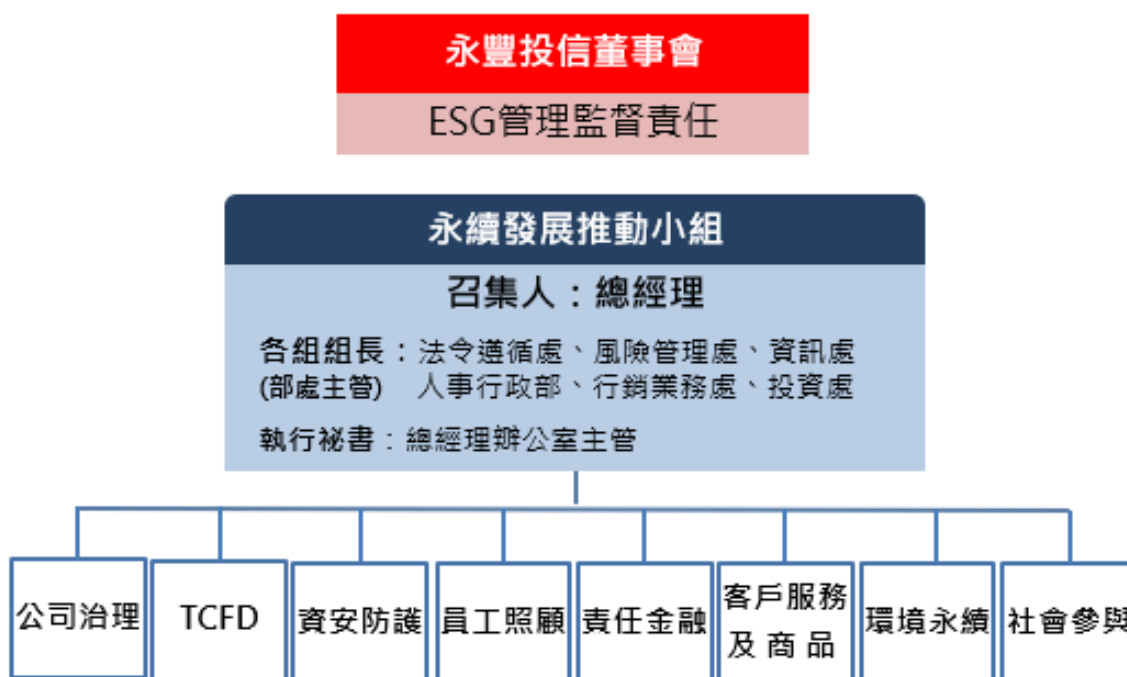 永豐投信董事會
ESG管理監督責任
永續發展推動小組
召集人：總經理
各組組長：法令遵循處、風險管理處、資訊處
(部處主管) 人事行政部、行銷業務處、投資處
執行祕書：總經理辦公室主管
公司治理
TCFD
資安防護
員工照顧
責任金融
客戶服務
及商品
環境永續
社會參與